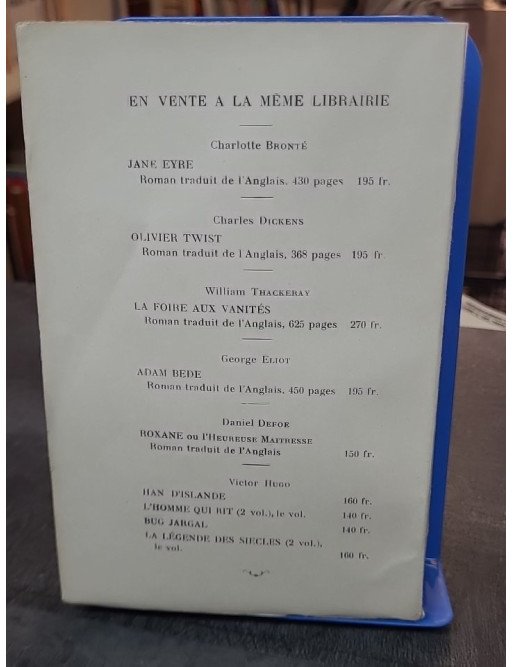 EN VENTE A LA MÊME LIBRAIRIE
Charlotte BRONTÉ
JANE EYRE
Roman traduit de l'Anglais, 430 pages 195 fr.
Charles DICKENS
OLIVIER TWIST
Roman traduit de l'Anglais, 368 pages 195 fr.
William THACKERAY
LA FOIRE AUX VANITÉS
Roman traduit de l'Anglais, 625 pages 270 fr.
George ELIOT
ADAM BEDE
Roman traduit de l'Anglais, 450 pages 195 fr.
Daniel DEFOE
ROXANE ou l'HEUREUSE MAITRESSE
Roman traduit de l'Anglais 150 fr.
Victor HUGO
HAN D'ISLANDE 160 fr.
L'HOMME QUI RIT (2 vol.), le vol. 140 fr.
BUG JARGAL 140 fr.
LA LÉGENDE DES SIECLES (2 vol.),
le vol. 160 fr.